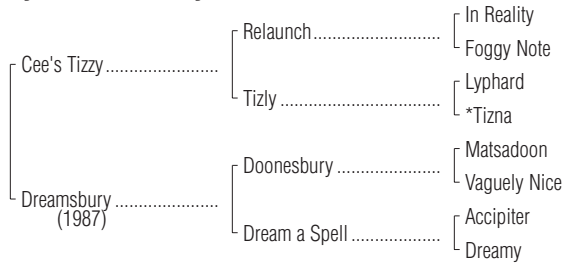 In Reality
Relaunch
Foggy Note
Cee's Tizzy
Lyphard
Tizly
*Tizna
Matsadoon
Doonesbury
Vaguely Nice
Dreamsbury
(1987)
Accipiter
Dream a Spell
Dreamy